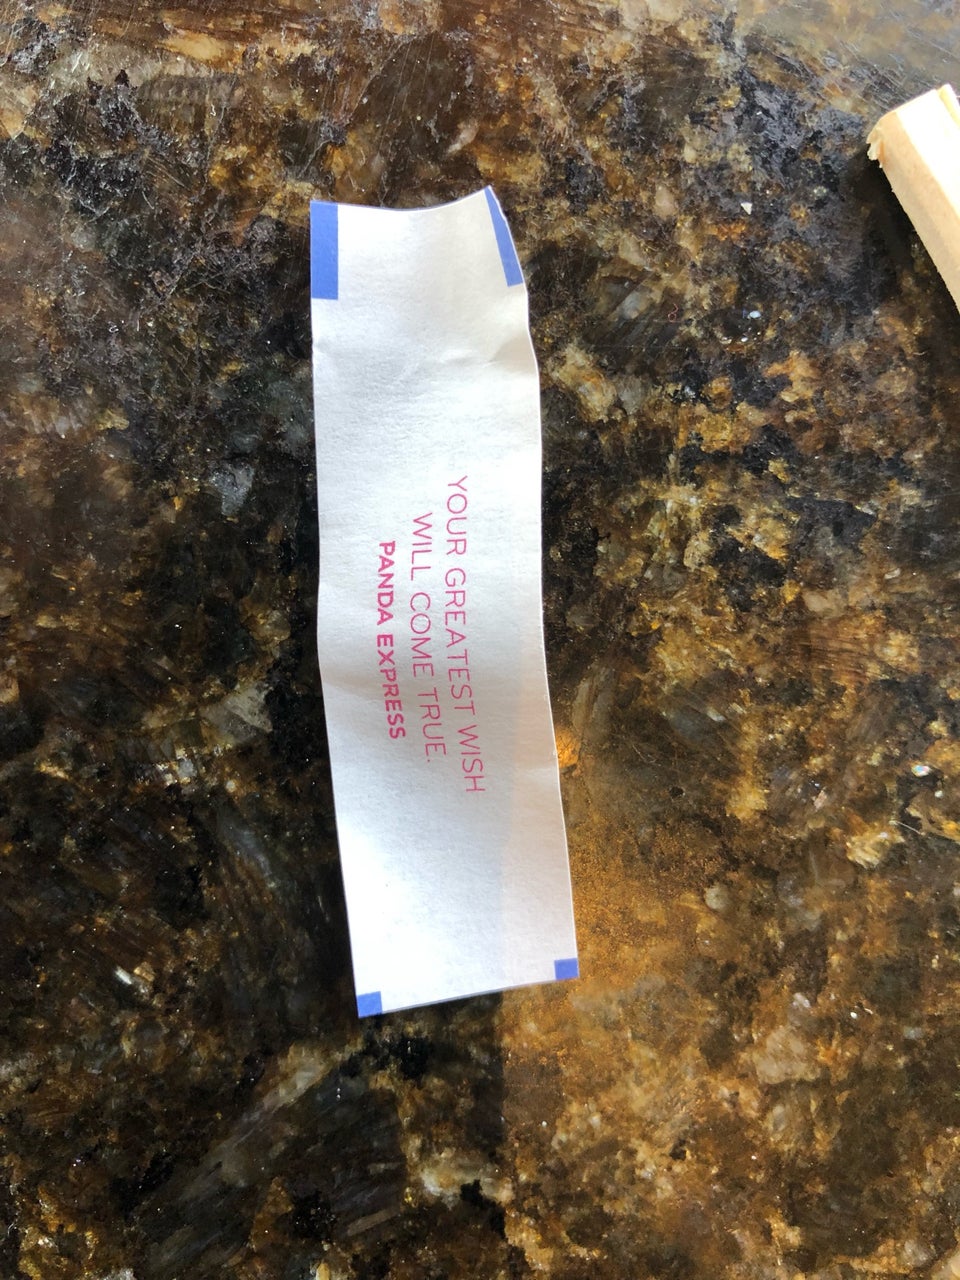 YOUR GREATEST WISH
WILL COME TRUE.
PANDA EXPRESS